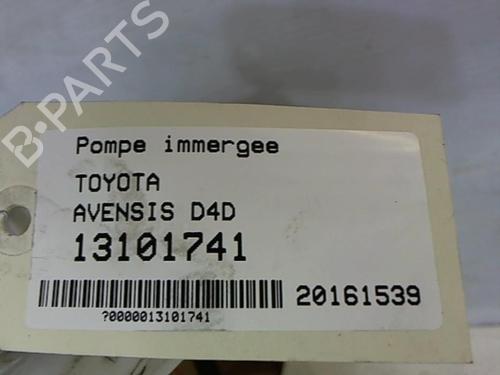 B-PARTS
Pompe immergee
TOYOTA
AVENSIS D4D
13101741
20161539
?0000013101741